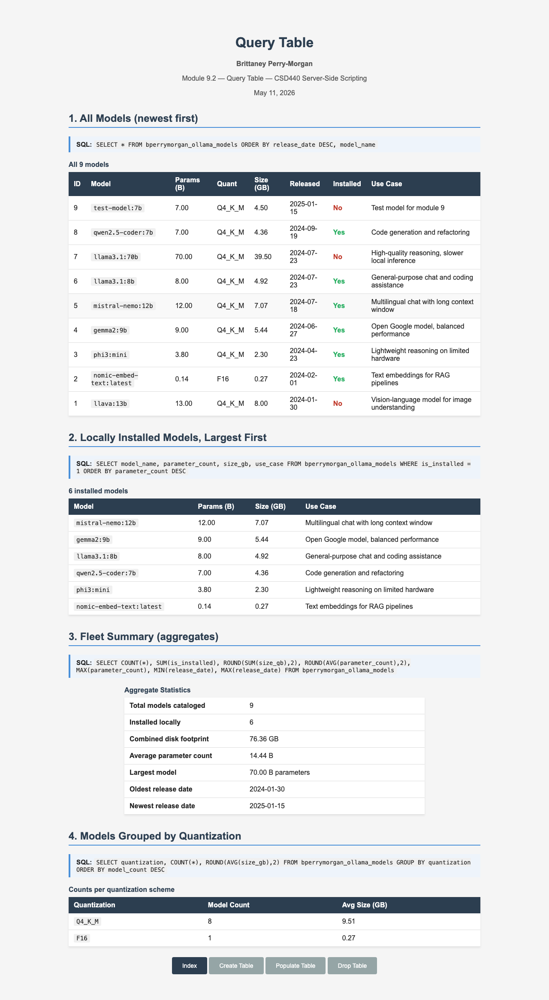 Query Table
Brittaney Perry-Morgan
Module 9.2 — Query Table — CSD440 Server-Side Scripting
May 11, 2026
1. All Models (newest first)
SQL: SELECT * FROM bperrymorgan_ollama_models ORDER BY release_date DESC, model_name
All 9 models
ID Model Params (B) Quant Size (GB) Released Installed Use Case
9 test-model:7b 7.00 Q4_K_M 4.50 2025-01-15 No Test model for module 9
8 qwen2.5-coder:7b 7.00 Q4_K_M 4.36 2024-09-19 Yes Code generation and refactoring
7 llama3.1:70b 70.00 Q4_K_M 39.50 2024-07-23 No High-quality reasoning, slower local inference
6 llama3.1:8b 8.00 Q4_K_M 4.92 2024-07-23 Yes General-purpose chat and coding assistance
5 mistral-nemo:12b 12.00 Q4_K_M 7.07 2024-07-18 Yes Multilingual chat with long context window
4 gemma2:9b 9.00 Q4_K_M 5.44 2024-06-27 Yes Open Google model, balanced performance
3 phi3:mini 3.80 Q4_K_M 2.30 2024-04-23 Yes Lightweight reasoning on limited hardware
2 nomic-embed-text:latest 0.14 F16 0.27 2024-02-01 Yes Text embeddings for RAG pipelines
1 llava:13b 13.00 Q4_K_M 8.00 2024-01-30 No Vision-language model for image understanding
2. Locally Installed Models, Largest First
SQL: SELECT model_name, parameter_count, size_gb, use_case FROM bperrymorgan_ollama_models WHERE is_installed =
1 ORDER BY parameter_count DESC
6 installed models
Model Params (B) Size (GB) Use Case
mistral-nemo:12b 12.00 7.07 Multilingual chat with long context window
gemma2:9b 9.00 5.44 Open Google model, balanced performance
llama3.1:8b 8.00 4.92 General-purpose chat and coding assistance
qwen2.5-coder:7b 7.00 4.36 Code generation and refactoring
phi3:mini 3.80 2.30 Lightweight reasoning on limited hardware
nomic-embed-text:latest 0.14 0.27 Text embeddings for RAG pipelines
3. Fleet Summary (aggregates)
SQL: SELECT COUNT(*), SUM(is_installed), ROUND(SUM(size_gb),2), ROUND(AVG(parameter_count),2),
MAX(parameter_count), MIN(release_date), MAX(release_date) FROM bperrymorgan_ollama_models
Aggregate Statistics
Total models cataloged 9
Installed locally 6
Combined disk footprint 76.36 GB
Average parameter count 14.44 B
Largest model 70.00 B parameters
Oldest release date 2024-01-30
Newest release date 2025-01-15
4. Models Grouped by Quantization
SQL: SELECT quantization, COUNT(*), ROUND(AVG(size_gb),2) FROM bperrymorgan_ollama_models GROUP BY quantization
ORDER BY model_count DESC
Counts per quantization scheme
Quantization Model Count Avg Size (GB)
Q4_K_M 8 9.51
F16 1 0.27
Index Create Table Populate Table Drop Table